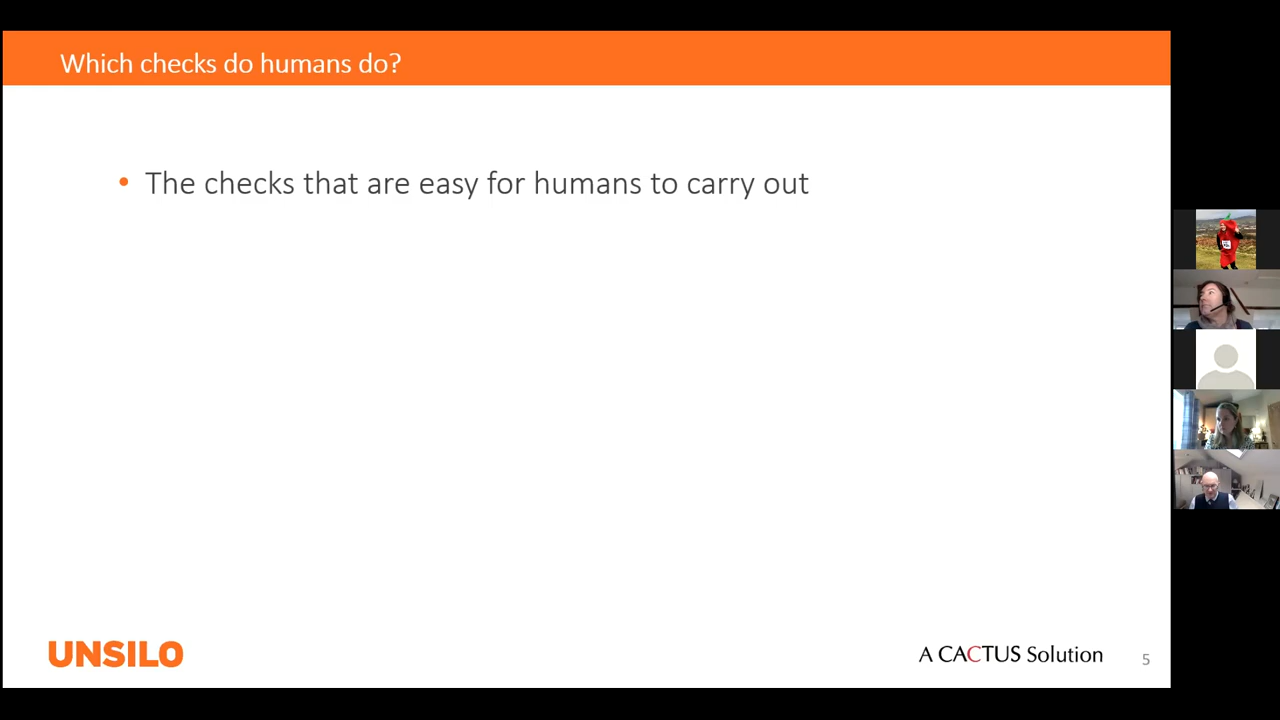 Which checks do humans do?
• The checks that are easy for humans to carry out
UNSILO
A CACTUS Solution
5